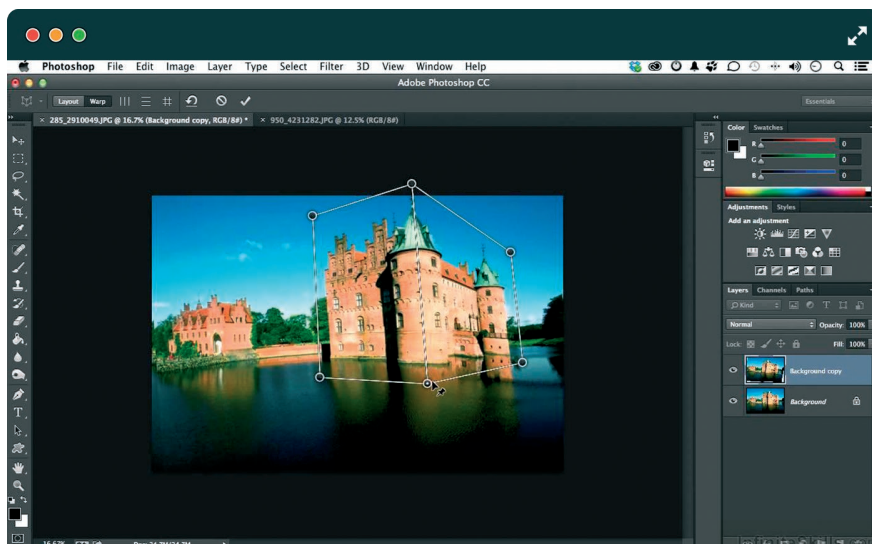 Photoshop File Edit Image Layer Type Select Filter 3D View Window Help
Adobe Photoshop CC
Layout Warp
Essentials
× 285_2910049.JPG @ 16.7% (Background copy, RGB/8#) * × 950_4231282.JPG @ 12.5% (RGB/8#)
Color Swatches
R 0
G 0
B 0
Adjustments Styles
Add an adjustment
Layers Channels Paths
Kind
Normal Opacity: 100%
Lock: Fill: 100%
Background copy
Background
16.67%